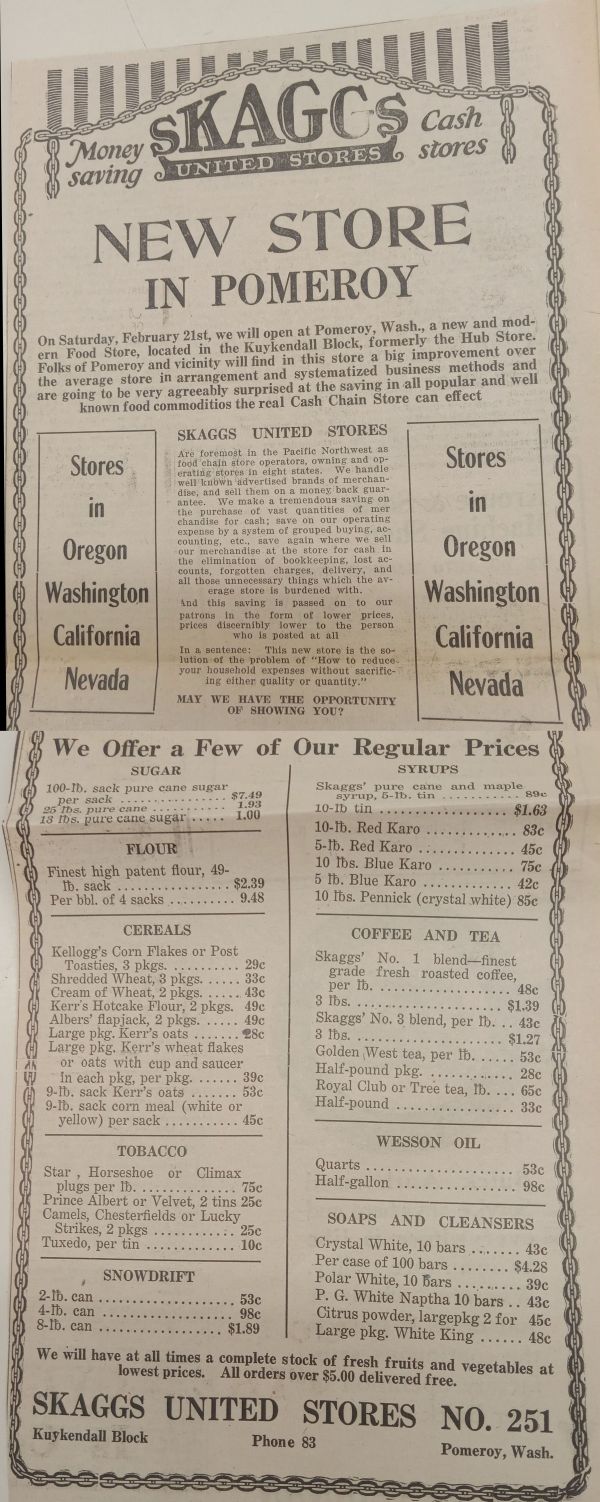 Money saving
SKAGGS
UNITED STORES
Cash stores
NEW STORE
IN POMEROY
On Saturday, February 21st, we will open at Pomeroy, Wash., a new and mod-
ern Food Store, located in the Kuykendall Block, formerly the Hub Store.
Folks of Pomeroy and vicinity will find in this store a big improvement over
the average store in arrangement and systematized business methods and
are going to be very agreeably surprised at the saving in all popular and well
known food commoditios the real Cash Chain Store can effect
Stores
in
Oregon
Washington
California
Nevada
SKAGGS UNITED STORES
Are foremost in the Pacific Northwest as
food chain store operators, owning and op-
erating stores in eight states. We handle
well known advertised brands of merchan-
dise, and sell them on a money back guar-
antee. We make a tremendous saving on
the purchase of vast quantities of mer
chandise for cash; save on our operating
expense by a system of grouped buying, ac-
counting, etc., save again where we sell
our merchandise at the store for cash in
the elimination of bookkeeping, lost ac-
counts, forgotten charges, delivery, and
all those unnecessary things which the av-
erage store is burdened with.
And this saving is passed on to our
patrons in the form of lower prices,
prices discernibly lower to the person
who is posted at all
In a sentence: This new store is the so-
lution of the problem of "How to reduce
your household expenses without sacrific-
ing either quality or quantity."
MAY WE HAVE THE OPPORTUNITY
OF SHOWING YOU?
Stores
in
Oregon
Washington
California
Nevada
We Offer a Few of Our Regular Prices
SUGAR
100-lb. sack pure cane sugar
per sack ............... $7.49
25 lbs. pure cane ........... 1.93
13 lbs. pure cane sugar ..... 1.00
FLOUR
Finest high patent flour, 49-
lb. sack ............... $2.39
Per bbl. of 4 sacks .......... 9.48
CEREALS
Kellogg's Corn Flakes or Post
Toasties, 3 pkgs. .......... 29c
Shredded Wheat, 3 pkgs. ..... 33c
Cream of Wheat, 2 pkgs. ..... 43c
Kerr's Hotcake Flour, 2 pkgs. 49c
Albers' flapjack, 2 pkgs. ..... 49c
Large pkg. Kerr's oats ....... 28c
Large pkg. Kerr's wheat flakes
or oats with cup and saucer
in each pkg, per pkg. ...... 39c
9-lb. sack Kerr's oats ....... 53c
9-lb. sack corn meal (white or
yellow) per sack ........... 45c
TOBACCO
Star , Horseshoe or Climax
plugs per lb. ............. 75c
Prince Albert or Velvet, 2 tins 25c
Camels, Chesterfields or Lucky
Strikes, 2 pkgs ........... 25c
Tuxedo, per tin ............ 10c
SNOWDRIFT
2-lb. can ................. 53c
4-lb. can ................. 98c
8-lb. can ................ $1.89
SYRUPS
Skaggs' pure cane and maple
syrup, 5-lb. tin ........... 89c
10-lb tin .................. $1.63
10-lb. Red Karo ............ 83c
5-lb. Red Karo ............. 45c
10 lbs. Blue Karo ........... 75c
5 lb. Blue Karo ............ 42c
10 lbs. Pennick (crystal white) 85c
COFFEE AND TEA
Skaggs' No. 1 blend—finest
grade fresh roasted coffee,
per lb. .................. 48c
3 lbs. .................... $1.39
Skaggs' No. 3 blend, per lb. .. 43c
3 lbs. .................... $1.27
Golden West tea, per lb. ..... 53c
Half-pound pkg. ............ 28c
Royal Club or Tree tea, lb. .... 65c
Half-pound ................ 33c
WESSON OIL
Quarts .................... 53c
Half-gallon ................ 98c
SOAPS AND CLEANSERS
Crystal White, 10 bars ....... 43c
Per case of 100 bars ........ $4.28
Polar White, 10 bars ......... 39c
P. G. White Naptha 10 bars .. 43c
Citrus powder, largepkg 2 for 45c
Large pkg. White King ...... 48c
We will have at all times a complete stock of fresh fruits and vegetables at
lowest prices. All orders over $5.00 delivered free.
SKAGGS UNITED STORES NO. 251
Kuykendall Block
Phone 83
Pomeroy, Wash.